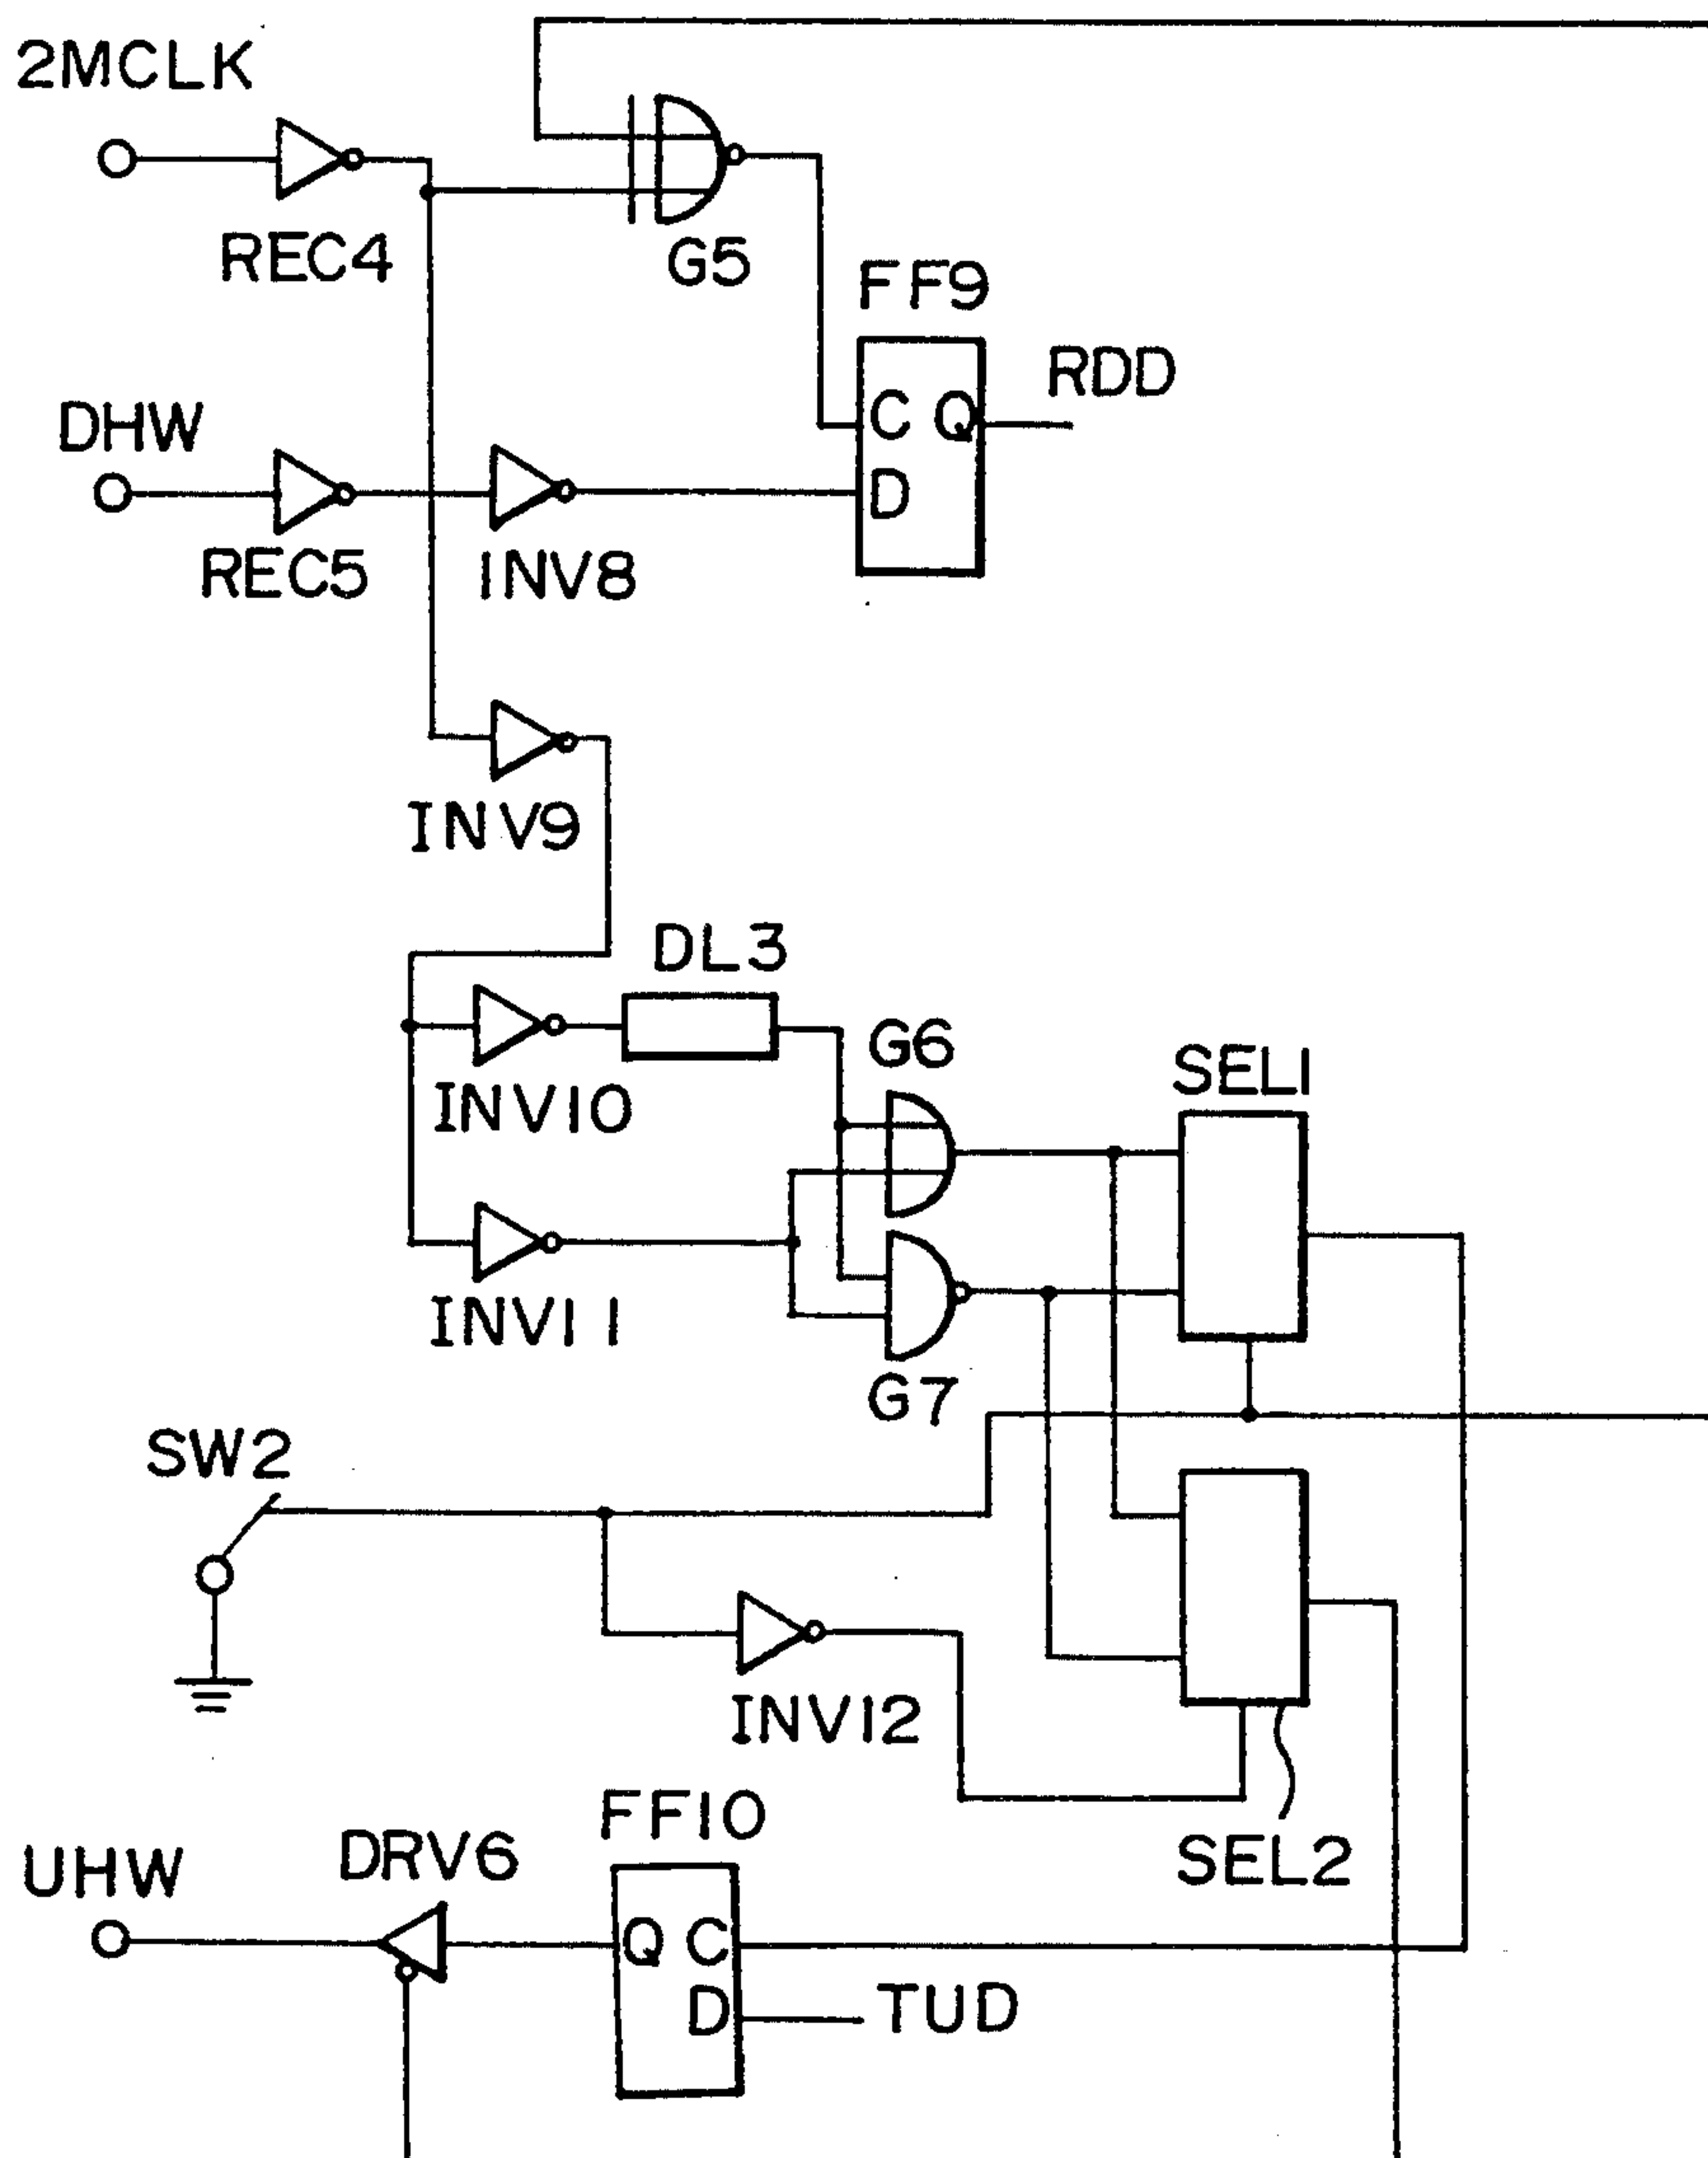 2MCLK
REC4
G5
FF9
C Q
RDD
D
DHW
REC5
INV8
INV9
DL3
INV10
G6
SEL1
INV11
G7
SW2
INV12
SEL2
FF10
DRV6
UHW
Q C
D
TUD